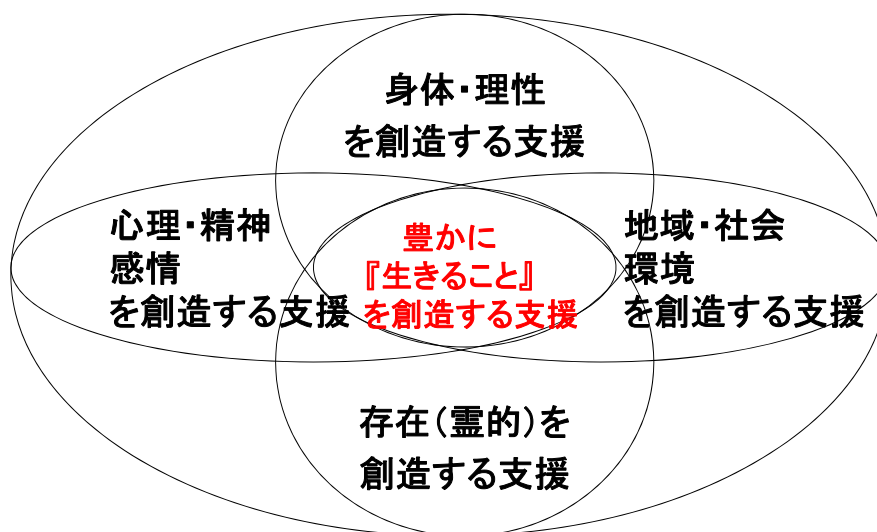 身体・理性
を創造する支援
心理・精神
感情
を創造する支援
豊かに
『生きること』
を創造する支援
地域・社会
環境
を創造する支援
存在(霊的)を
創造する支援